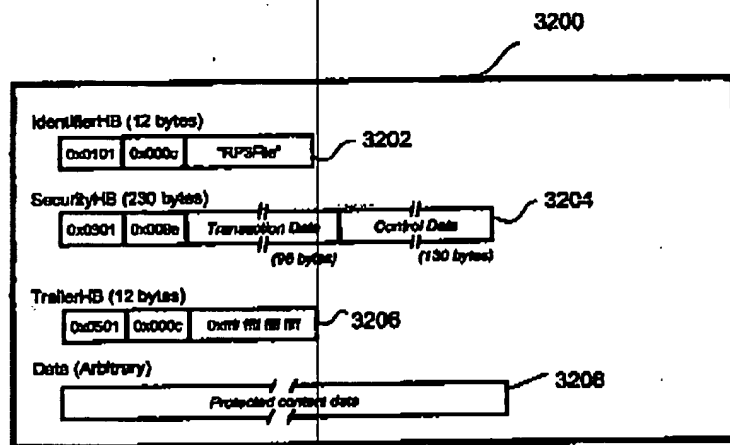 3200
IdentifierHB (12 bytes)
0x0101 0x000c "RPSFile" 3202
SecurityHB (230 bytes)
0x0301 Transaction Data Control Data 3204
(96 bytes) (130 bytes)
TrailerHB (12 bytes)
0x0501 0x000c 3206
Data (Arbitrary)
Protected content data 3208